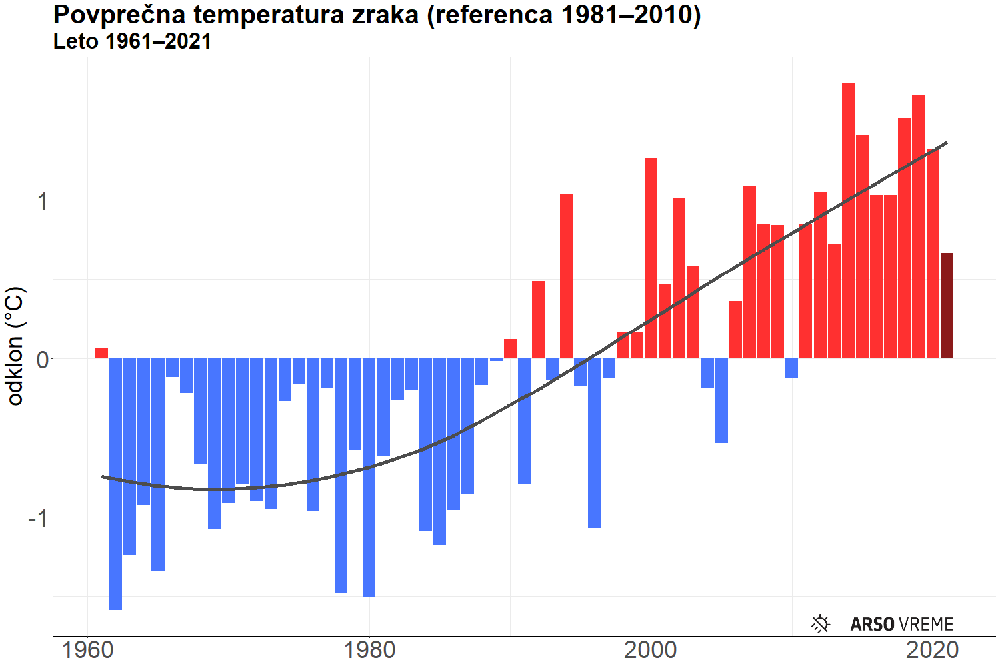 Povprečna temperatura zraka (referenca 1981–2010)
Leto 1961–2021
odklon (°C)
1
0
-1
1960
1980
2000
2020
ARSO VREME